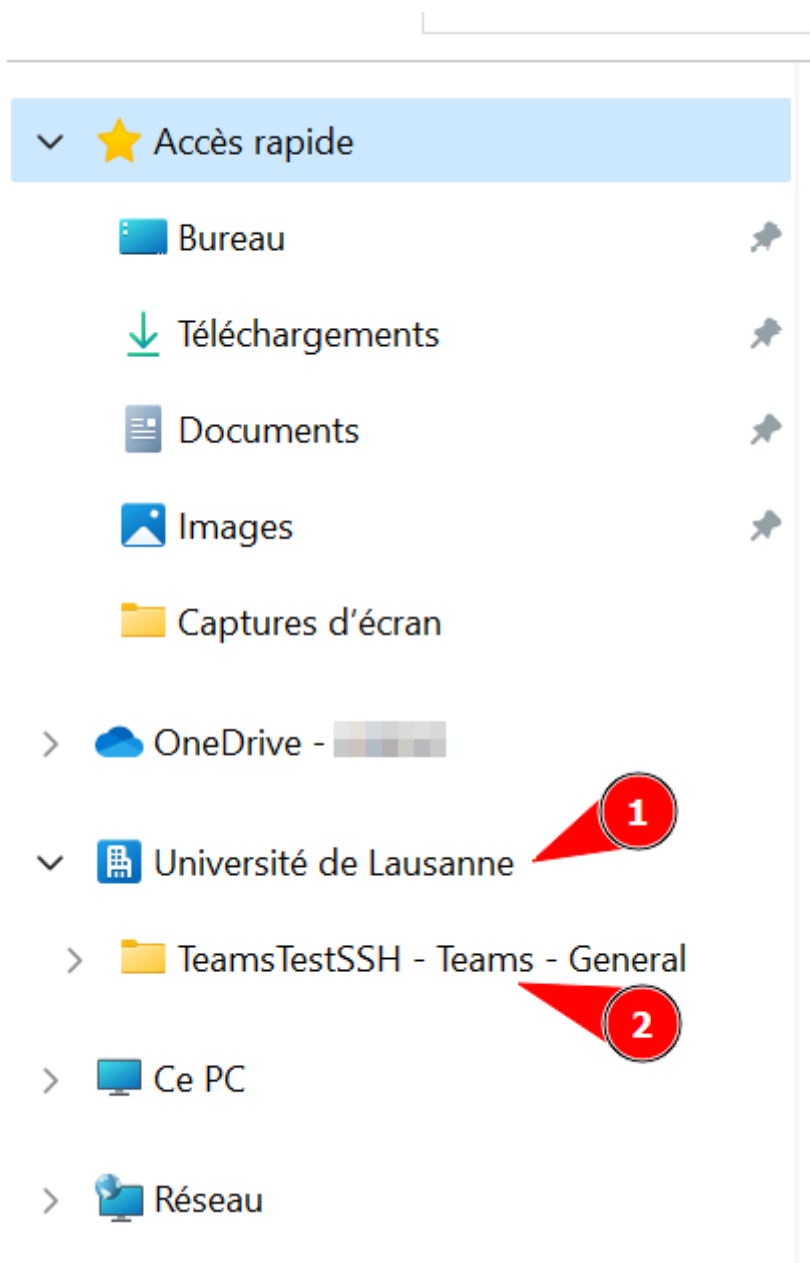 Accès rapide
Bureau
Téléchargements
Documents
Images
Captures d’écran
OneDrive -
1
Université de Lausanne
TeamsTestSSH - Teams - General
2
Ce PC
Réseau